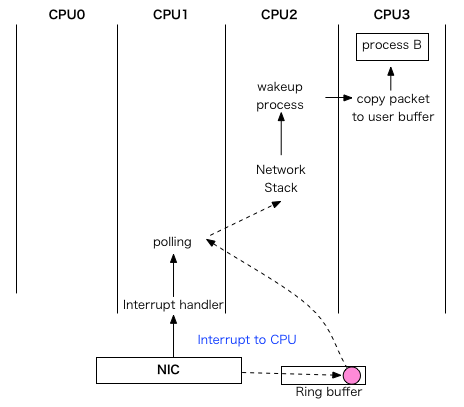 CPU0 CPU1 CPU2 CPU3
process B
wakeup
process
copy packet
to user buffer
Network
Stack
polling
Interrupt handler
Interrupt to CPU
NIC
Ring buffer